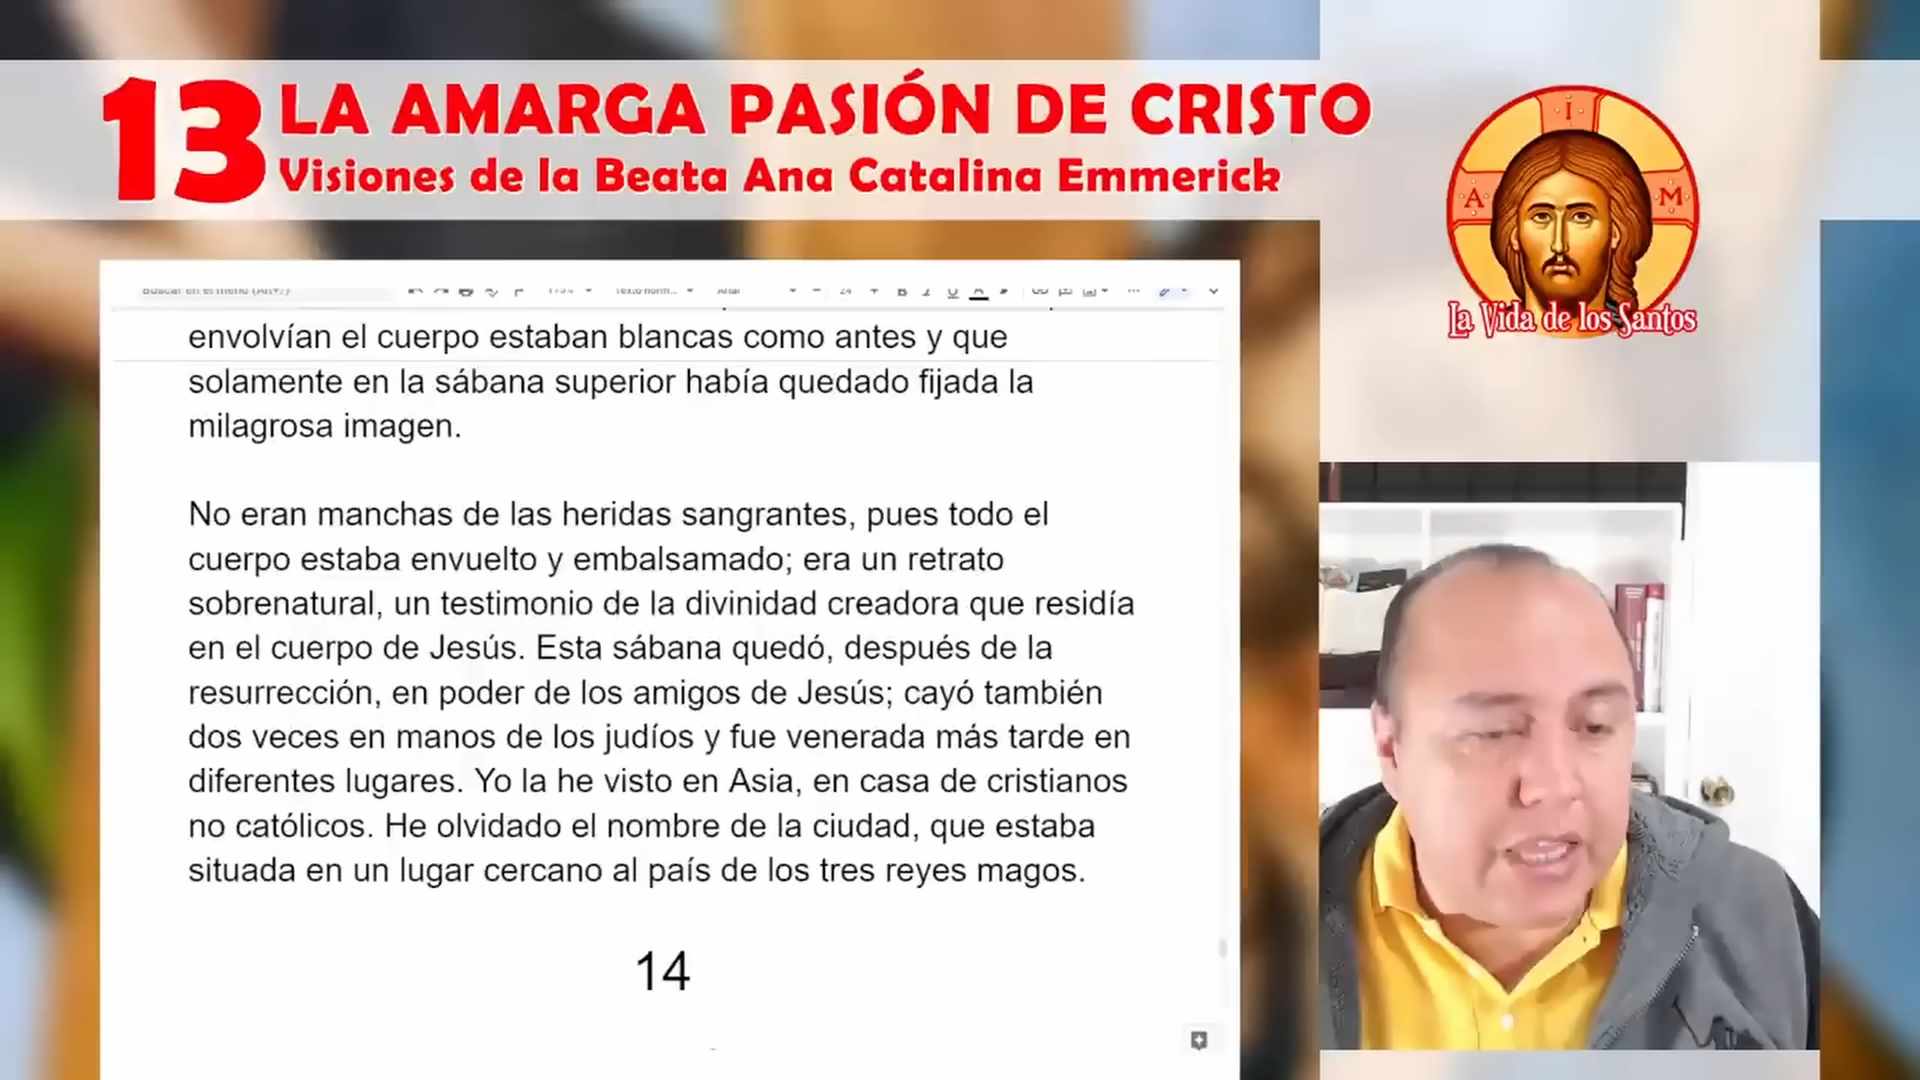 13
LA AMARGA PASIÓN DE CRISTO
Visiones de la Beata Ana Catalina Emmerick
I
A M
La Vida de los Santos
envolvían el cuerpo estaban blancas como antes y que
solamente en la sábana superior había quedado fijada la
milagrosa imagen.
No eran manchas de las heridas sangrantes, pues todo el
cuerpo estaba envuelto y embalsamado; era un retrato
sobrenatural, un testimonio de la divinidad creadora que residía
en el cuerpo de Jesús. Esta sábana quedó, después de la
resurrección, en poder de los amigos de Jesús; cayó también
dos veces en manos de los judíos y fue venerada más tarde en
diferentes lugares. Yo la he visto en Asia, en casa de cristianos
no católicos. He olvidado el nombre de la ciudad, que estaba
situada en un lugar cercano al país de los tres reyes magos.
14